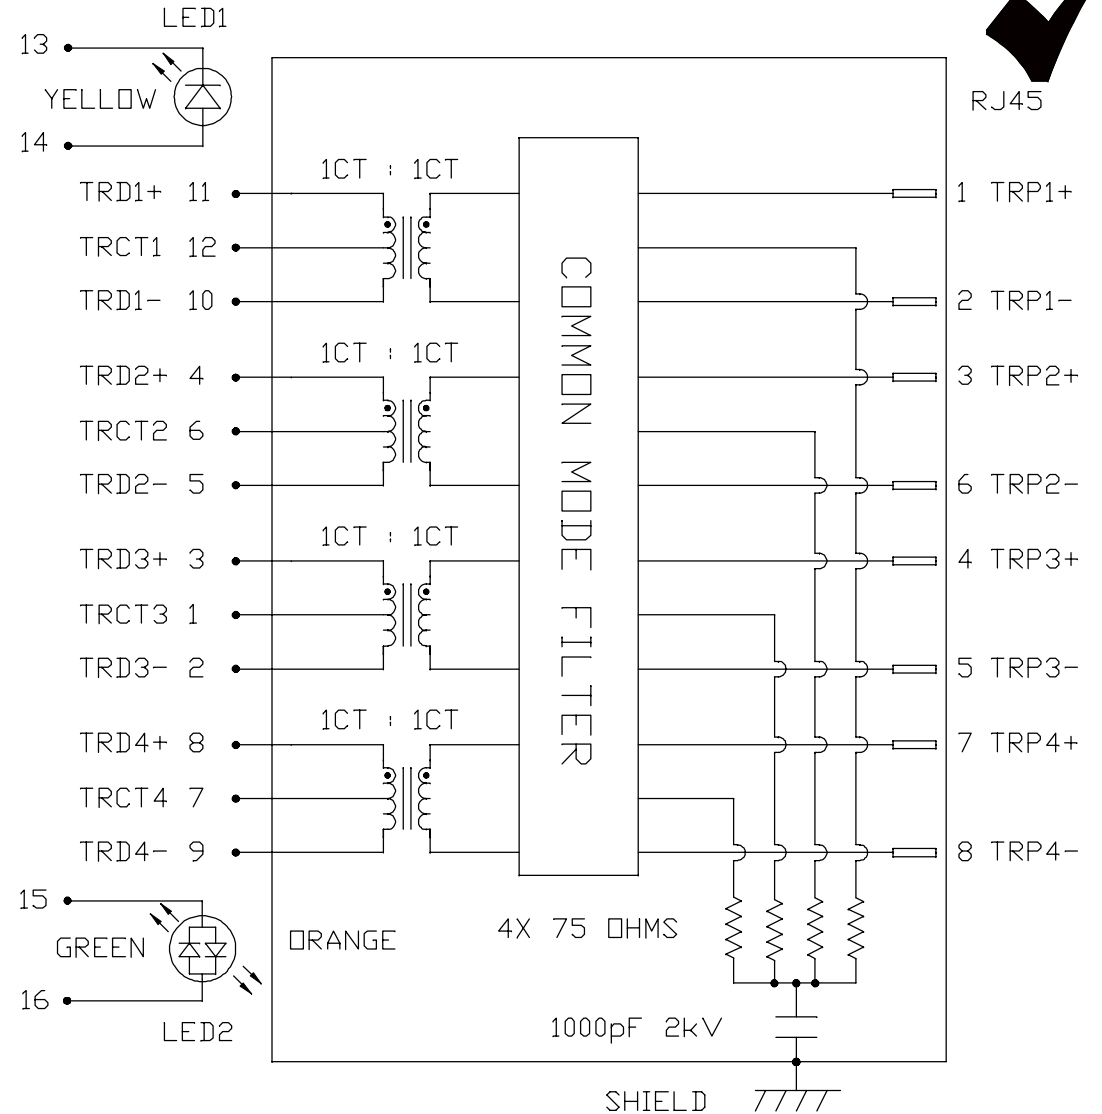 LED1
13
YELLOW
14
RJ45
1CT : 1CT
TRD1+ 11
1 TRP1+
TRCT1 12
TRD1- 10
2 TRP1-
1CT : 1CT
TRD2+ 4
3 TRP2+
TRCT2 6
TRD2- 5
6 TRP2-
1CT : 1CT
TRD3+ 3
4 TRP3+
TRCT3 1
TRD3- 2
5 TRP3-
1CT : 1CT
TRD4+ 8
7 TRP4+
TRCT4 7
TRD4- 9
8 TRP4-
COMMON MODE FILTER
15
GREEN
ORANGE
16
LED2
4X 75 OHMS
1000pF 2kV
SHIELD